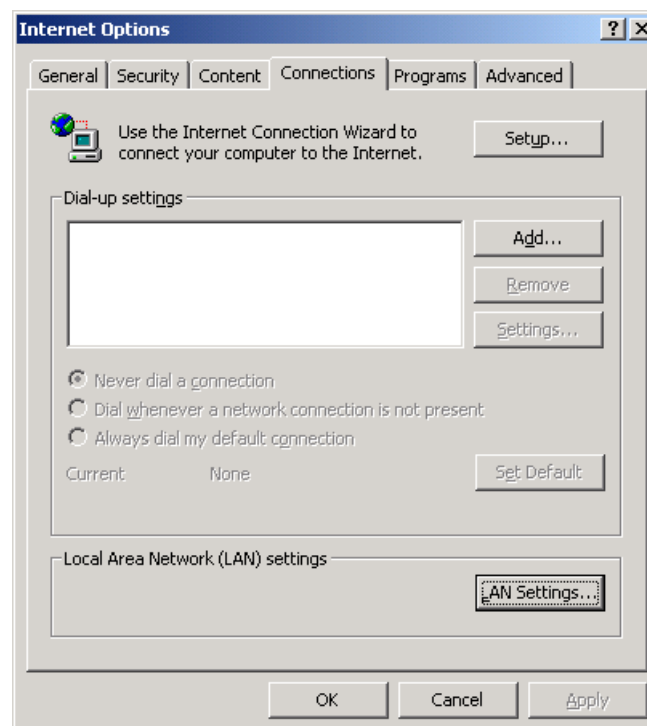 Internet Options
General Security Content Connections Programs Advanced
Use the Internet Connection Wizard to
connect your computer to the Internet.
Setup...
Dial-up settings
Add...
Remove
Settings...
Never dial a connection
Dial whenever a network connection is not present
Always dial my default connection
Current None
Set Default
Local Area Network (LAN) settings
LAN Settings...
OK Cancel Apply